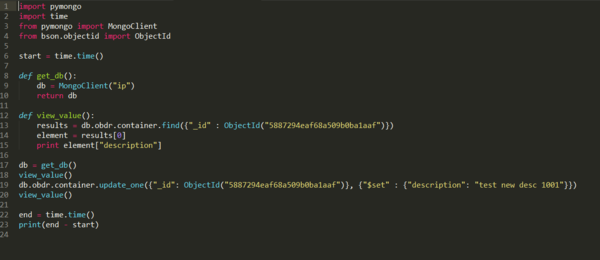 1 import pymongo
2 import time
3 from pymongo import MongoClient
4 from bson.objectid import ObjectId
5
6 start = time.time()
7
8 def get_db():
9     db = MongoClient("ip")
10     return db
11
12 def view_value():
13     results = db.obdr.container.find({"_id" : ObjectId("5887294eaf68a509b0ba1aaf")})
14     element = results[0]
15     print element["description"]
16
17 db = get_db()
18 view_value()
19 db.obdr.container.update_one({"_id": ObjectId("5887294eaf68a509b0ba1aaf")}, {"$set" : {"description": "test new desc 1001"}})
20 view_value()
21
22 end = time.time()
23 print(end - start)
24